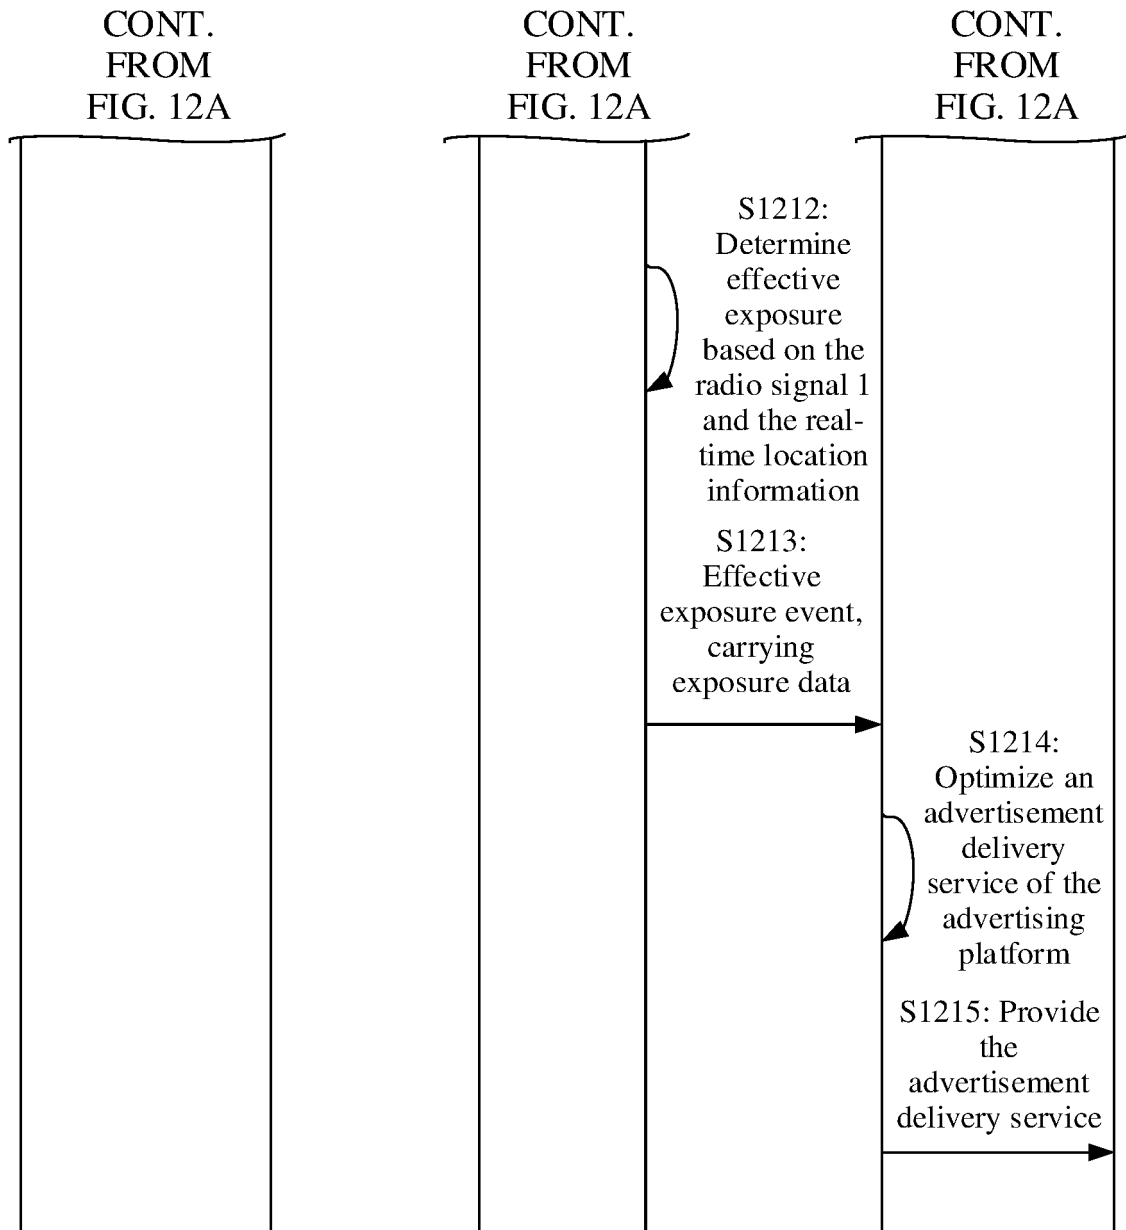 CONT.
FROM
FIG. 12A
CONT.
FROM
FIG. 12A
CONT.
FROM
FIG. 12A
S1212:
Determine
effective
exposure
based on the
radio signal 1
and the real-
time location
information
S1213:
Effective
exposure event,
carrying
exposure data
S1214:
Optimize an
advertisement
delivery
service of the
advertising
platform
S1215: Provide
the
advertisement
delivery service